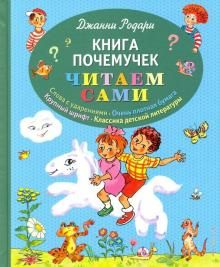 Джанни Родари
КНИГА
ПОЧЕМУЧЕК
ЧИТАЕМ
САМИ
Слова с ударениями · Очень плотная бумага
Крупный шрифт · Классика детской литературы